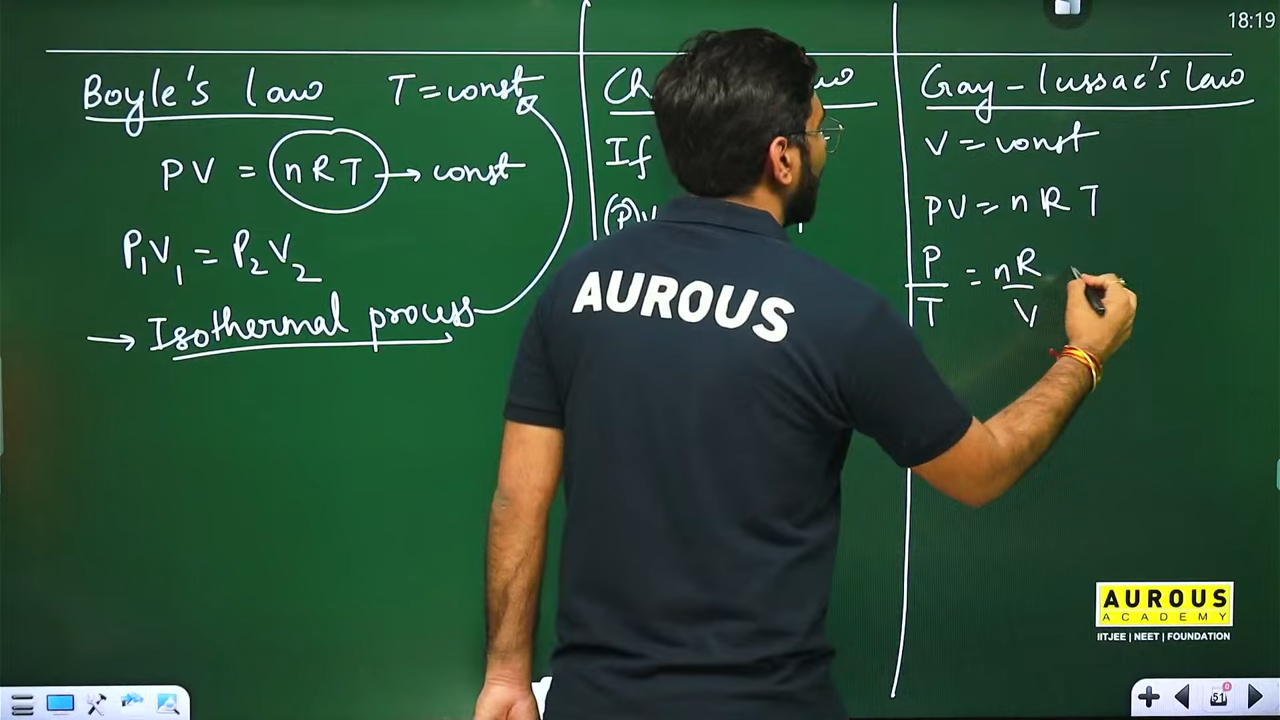 18:19
Boyle's law T = const
PV = nRT → const
P₁V₁ = P₂V₂
→ Isothermal process
If
(P)
Gay-lussac's law
V = const
PV = nRT
P/T = nR/V
AUROUS
AUROUS
ACADEMY
IITJEE | NEET | FOUNDATION
51
0